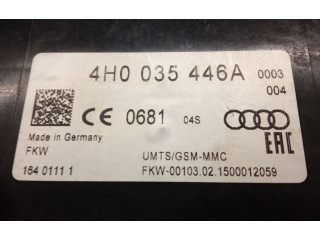 4H0 035 446A 0003
004
CE 0681 04S
EAC
Made in Germany
FKW UMTS/GSM-MMC
164 0111 1 FKW-00103.02.1500012059